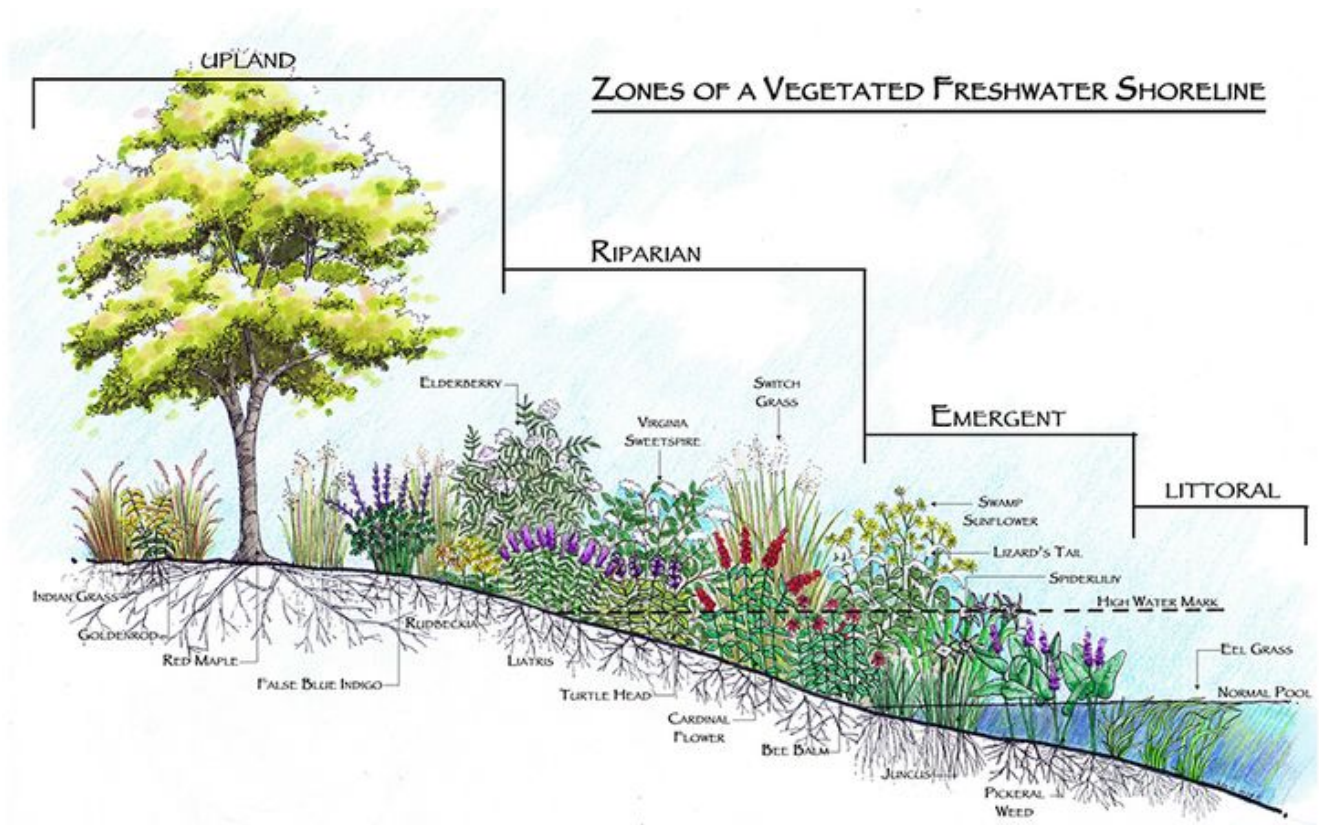 UPLAND
ZONES OF A VEGETATED FRESHWATER SHORELINE
RIPARIAN
ELDERBERRY
SWITCH
GRASS
VIRGINIA
SWEETSPIRE
EMERGENT
LITTORAL
SWAMP
SUNFLOWER
LIZARD'S TAIL
SPIDERLILIY
HIGH WATER MARK
INDIAN GRASS
GOLDENROD
RED MAPLE
FALSE BLUE INDIGO
RUDBECKIA
LIATRIS
TURTLE HEAD
CARDINAL
FLOWER
BEE BALM
JUNCUS
PICKERAL
WEED
EEL GRASS
NORMAL POOL